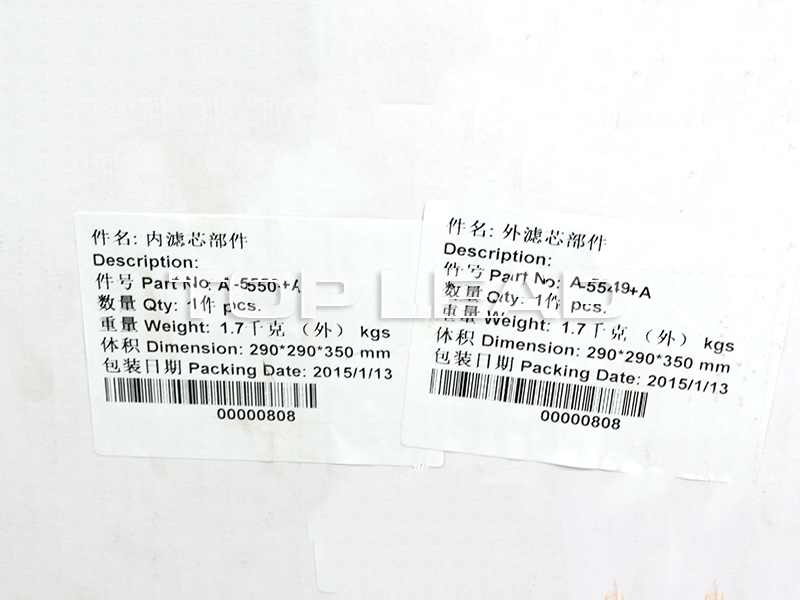 件名: 内滤芯部件
Description:
件号 Part No: A-5550+A
数量 Qty: 1件 pcs.
重量 Weight: 1.7千克（外）kgs
体积 Dimension: 290*290*350 mm
包装日期 Packing Date: 2015/1/13
00000808
件名: 外滤芯部件
Description:
件号 Part No: A-5549+A
数量 Qty: 1件 pcs.
重量 Weight: 1.7千克（外）kgs
体积 Dimension: 290*290*350 mm
包装日期 Packing Date: 2015/1/13
00000808
TOP LEAD